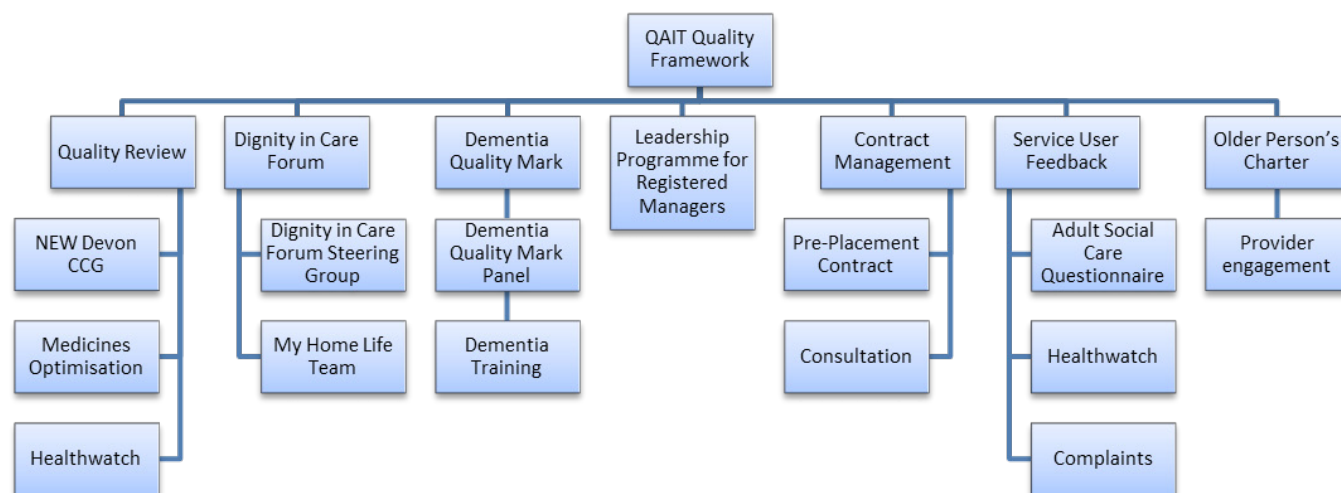 QAIT Quality
Framework
Quality Review
Dignity in Care
Forum
Dementia
Quality Mark
Leadership
Programme for
Registered
Managers
Contract
Management
Service User
Feedback
Older Person's
Charter
NEW Devon
CCG
Dignity in Care
Forum Steering
Group
Dementia
Quality Mark
Panel
Pre-Placement
Contract
Adult Social
Care
Questionnaire
Provider
engagement
Medicines
Optimisation
My Home Life
Team
Dementia
Training
Consultation
Healthwatch
Healthwatch
Complaints